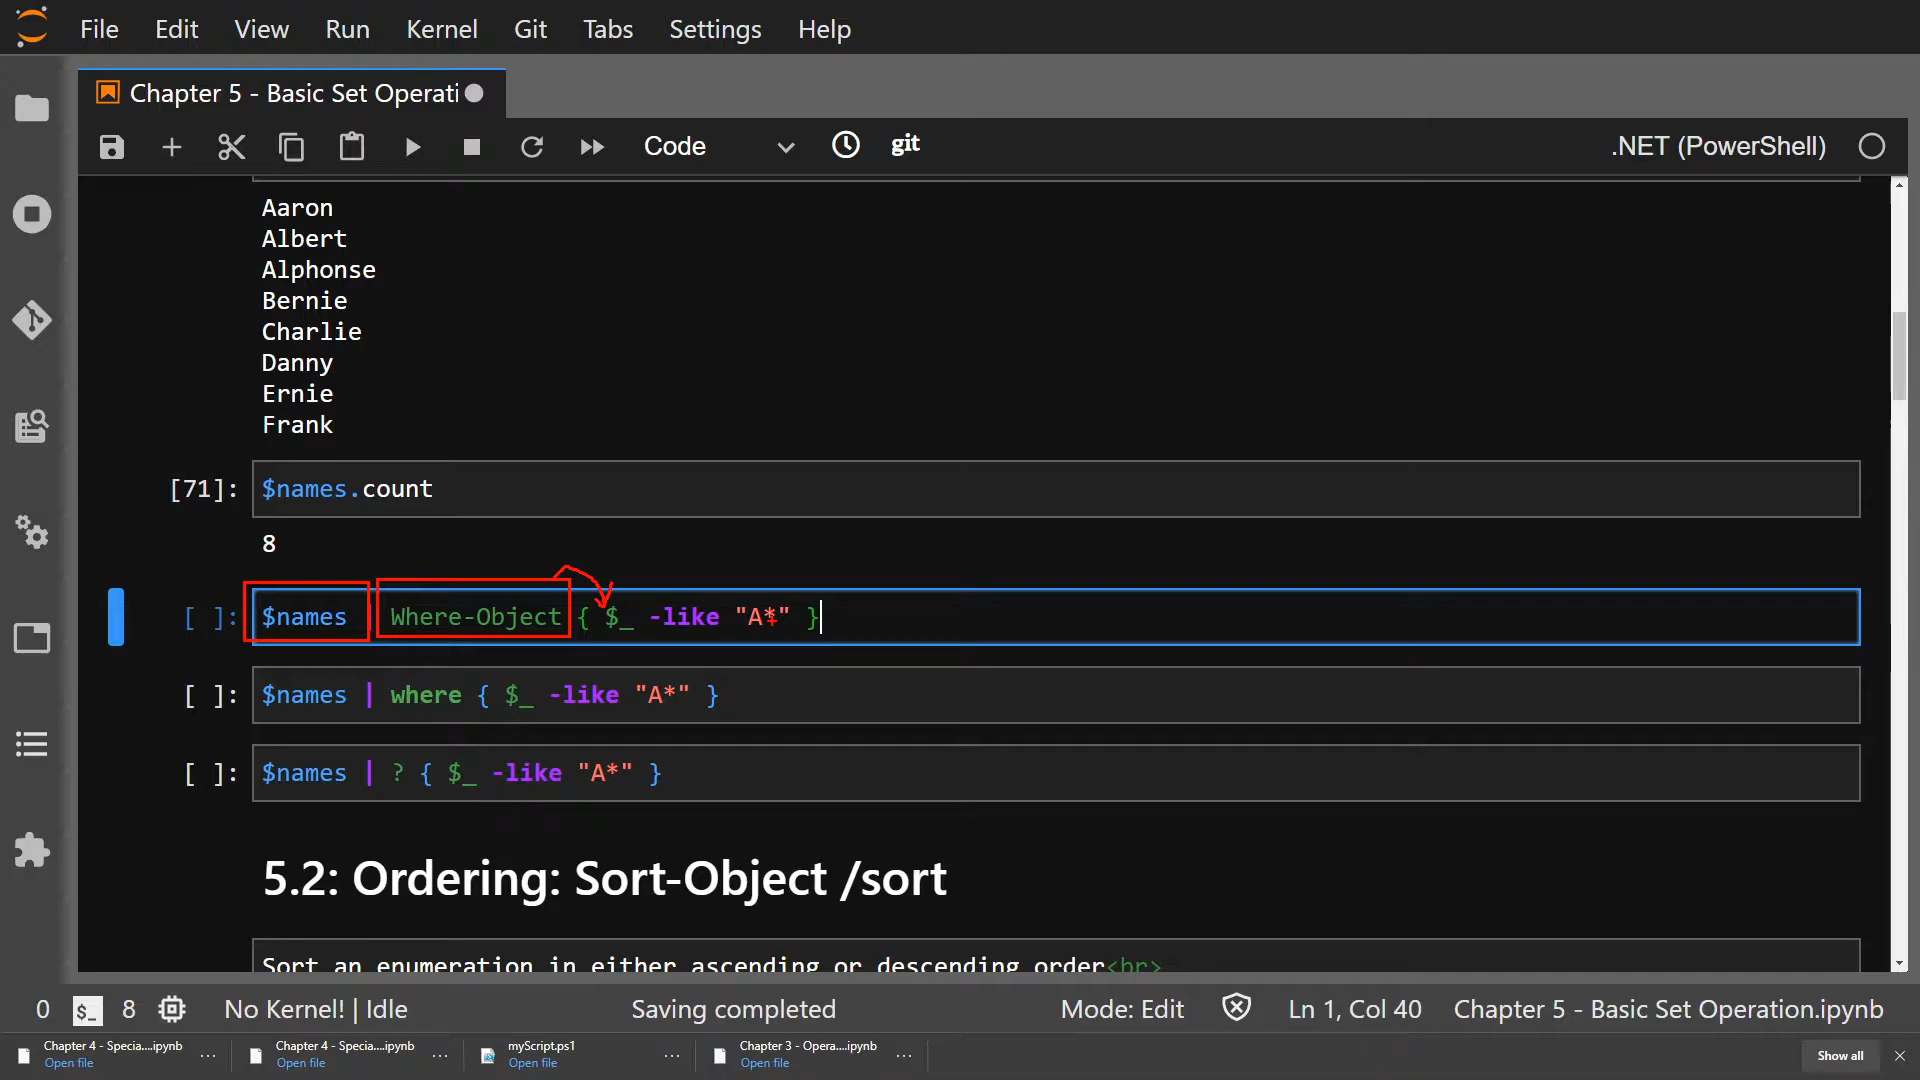 File Edit View Run Kernel Git Tabs Settings Help
Chapter 5 - Basic Set Operati
Code git .NET (PowerShell)
Aaron
Albert
Alphonse
Bernie
Charlie
Danny
Ernie
Frank
[71]: $names.count
8
[ ]: $names | Where-Object { $_ -like "A*" }
[ ]: $names | where { $_ -like "A*" }
[ ]: $names | ? { $_ -like "A*" }
5.2: Ordering: Sort-Object /sort
Sort an enumeration in either ascending or descending order<br>
0 $_ 8 No Kernel! | Idle Saving completed Mode: Edit Ln 1, Col 40 Chapter 5 - Basic Set Operation.ipynb
Chapter 4 - Specia....ipynb ... Chapter 4 - Specia....ipynb ... myScript.ps1 ... Chapter 3 - Opera....ipynb ... Show all
Open file Open file Open file Open file